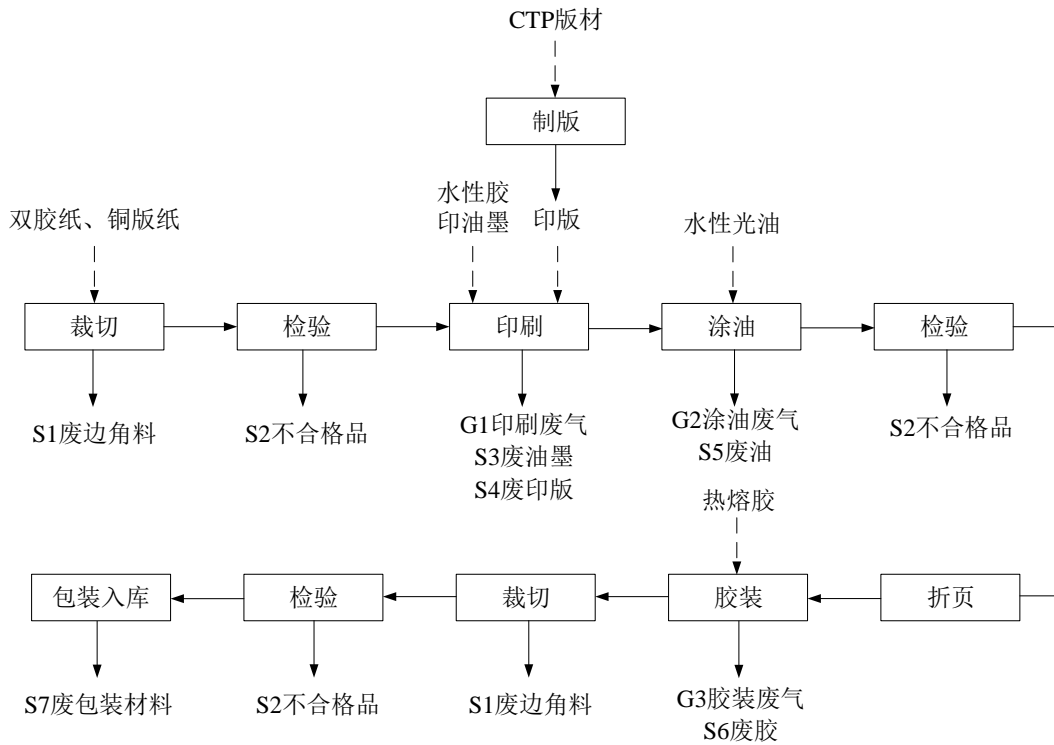 CTP版材
制版
水性胶
印油墨
印版
双胶纸、铜版纸
水性光油
裁切
检验
印刷
涂油
检验
S1废边角料
S2不合格品
G1印刷废气
S3废油墨
S4废印版
G2涂油废气
S5废油
S2不合格品
热熔胶
包装入库
检验
裁切
胶装
折页
S7废包装材料
S2不合格品
S1废边角料
G3胶装废气
S6废胶